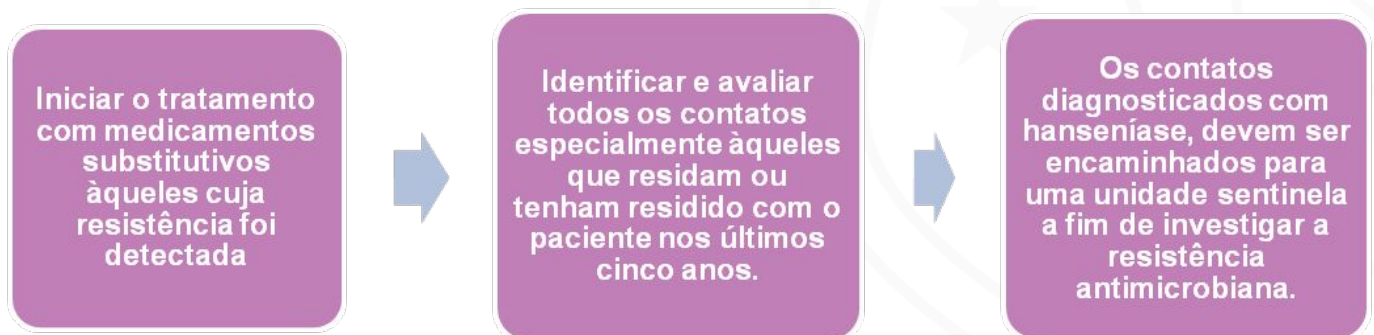 Iniciar o tratamento
com medicamentos
substitutivos
àqueles cuja
resistência foi
detectada
Identificar e avaliar
todos os contatos
especialmente àqueles
que residam ou
tenham residido com o
paciente nos últimos
cinco anos.
Os contatos
diagnosticados com
hanseníase, devem ser
encaminhados para
uma unidade sentinela
a fim de investigar a
resistência
antimicrobiana.